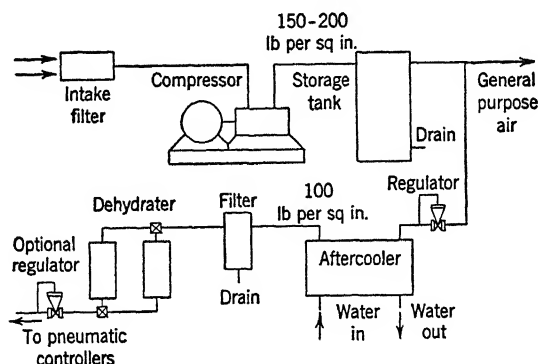 150-200
lb per sq in.
Compressor
Storage
tank
General
purpose
air
Intake
filter
Drain
Regulator
100
lb per sq in.
Filter
Dehydrater
Optional
regulator
Aftercooler
Drain
Water
in
Water
out
To pneumatic
controllers